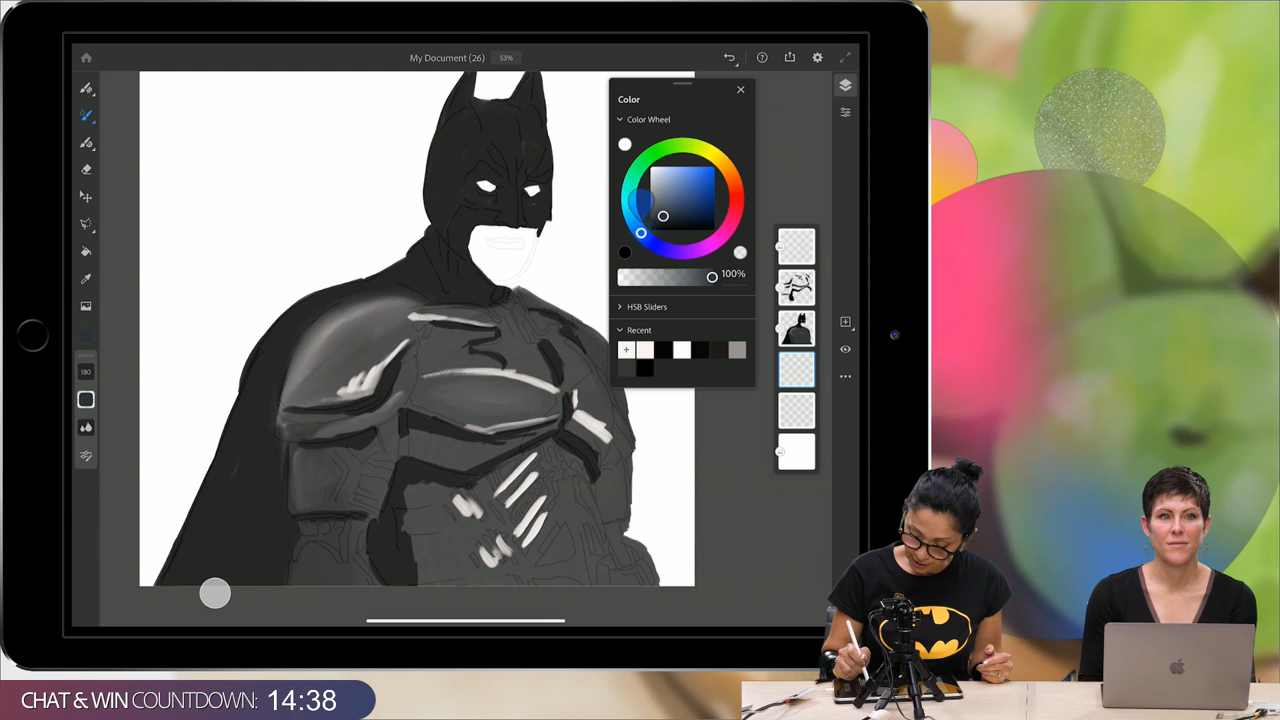 My Document (26)
53%
Color
Color Wheel
100%
HSB Sliders
Recent
180
CHAT & WIN COUNTDOWN: 14:38